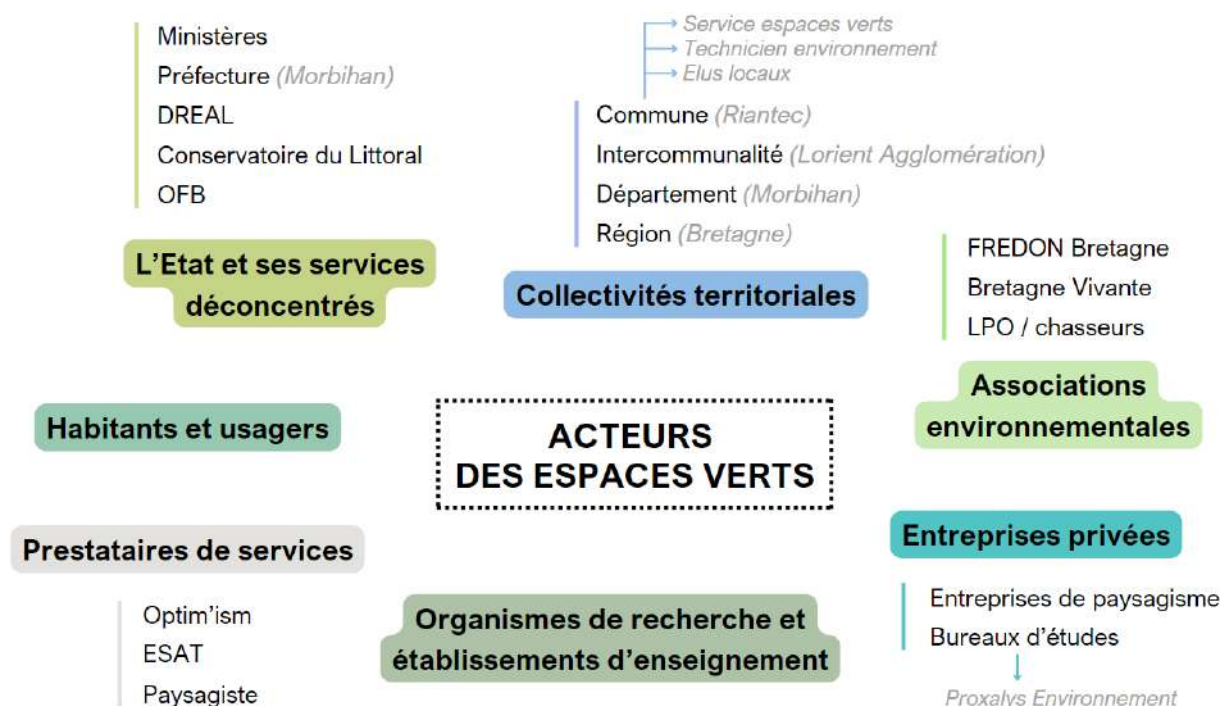 Ministères
Préfecture (Morbihan)
DREAL
Conservatoire du Littoral
OFB
L'Etat et ses services
déconcentrés
Service espaces verts
Technicien environnement
Elus locaux
Commune (Riantec)
Intercommunalité (Lorient Agglomération)
Département (Morbihan)
Région (Bretagne)
Collectivités territoriales
FREDON Bretagne
Bretagne Vivante
LPO / chasseurs
Associations
environnementales
Habitants et usagers
ACTEURS
DES ESPACES VERTS
Prestataires de services
Optim'ism
ESAT
Paysagiste
Organismes de recherche et
établissements d'enseignement
Entreprises privées
Entreprises de paysagisme
Bureaux d'études
Proxalys Environnement